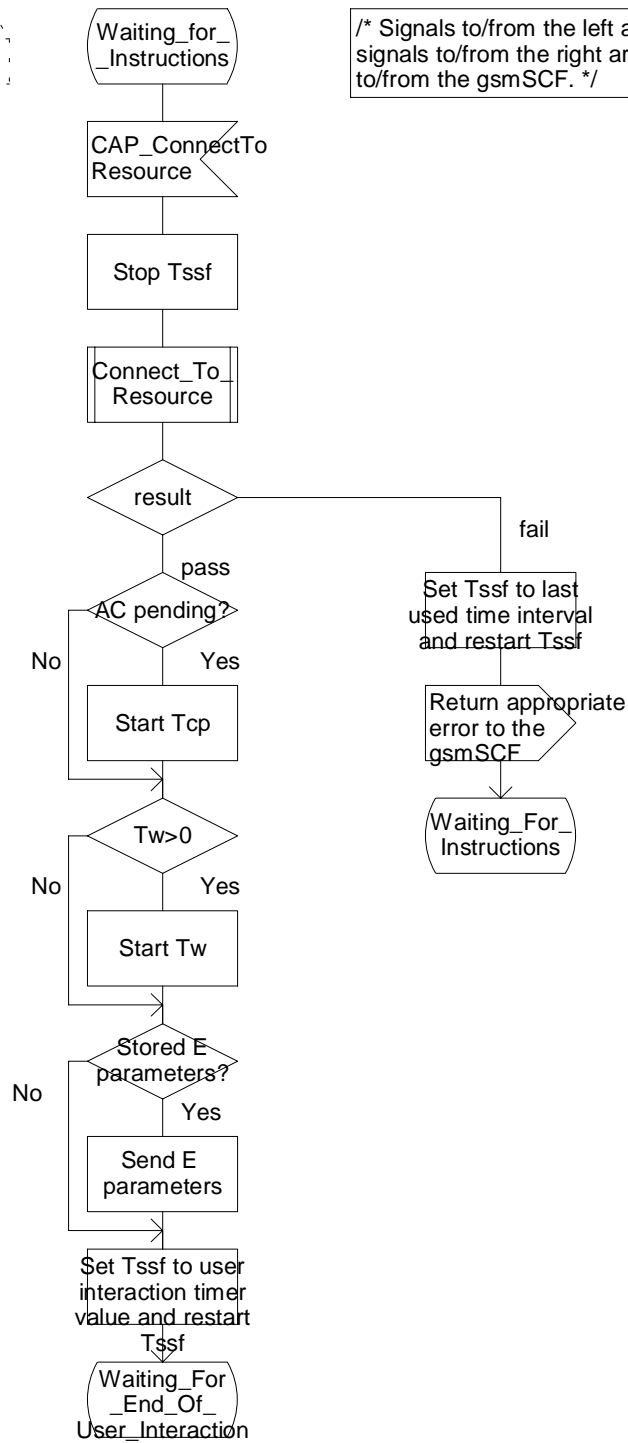 Waiting_for_
_Instructions
/* Signals to/from the left a
signals to/from the right ar
to/from the gsmSCF. */
CAP_ConnectTo
Resource
Stop Tssf
Connect_To_
Resource
result
fail
pass
Set Tssf to last
used time interval
and restart Tssf
AC pending?
No
Yes
Return appropriate
error to the
gsmSCF
Start Tcp
Waiting_For_
Instructions
Tw>0
No
Yes
Start Tw
Stored E
parameters?
No
Yes
Send E
parameters
Set Tssf to user
interaction timer
value and restart
Tssf
Waiting_For
_End_Of_
User_Interaction